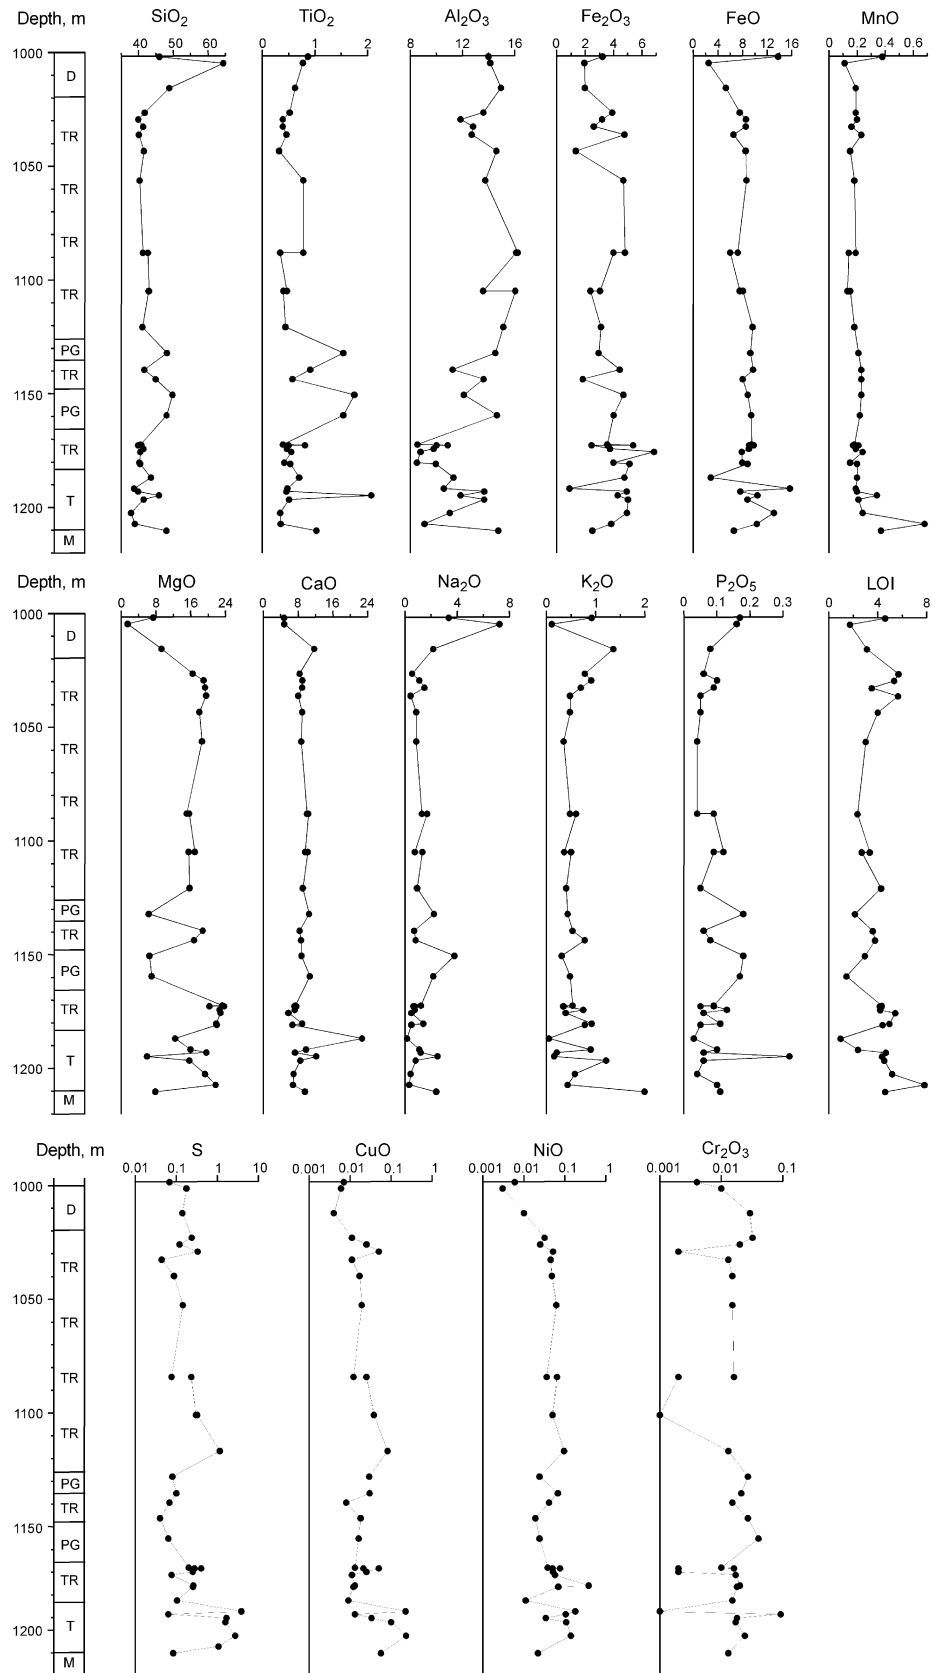 Depth, m SiO2 TiO2 Al2O3 Fe2O3 FeO MnO
40 50 60 0 1 2 8 12 16 0 2 4 6 0 4 8 12 16 0 0.2 0.4 0.6
1000
D
TR
1050
TR
TR
1100
TR
PG
TR
1150
PG
TR
T
1200
M
Depth, m MgO CaO Na2O K2O P2O5 LOI
0 8 16 24 0 8 16 24 0 4 8 0 1 2 0 0.1 0.2 0.3 0 4 8
1000
D
TR
1050
TR
TR
1100
TR
PG
TR
1150
PG
TR
T
1200
M
Depth, m S CuO NiO Cr2O3
0.01 0.1 1 10 0.001 0.01 0.1 1 0.001 0.01 0.1 1 0.001 0.01 0.1
1000
D
TR
1050
TR
TR
1100
TR
PG
TR
1150
PG
TR
T
1200
M